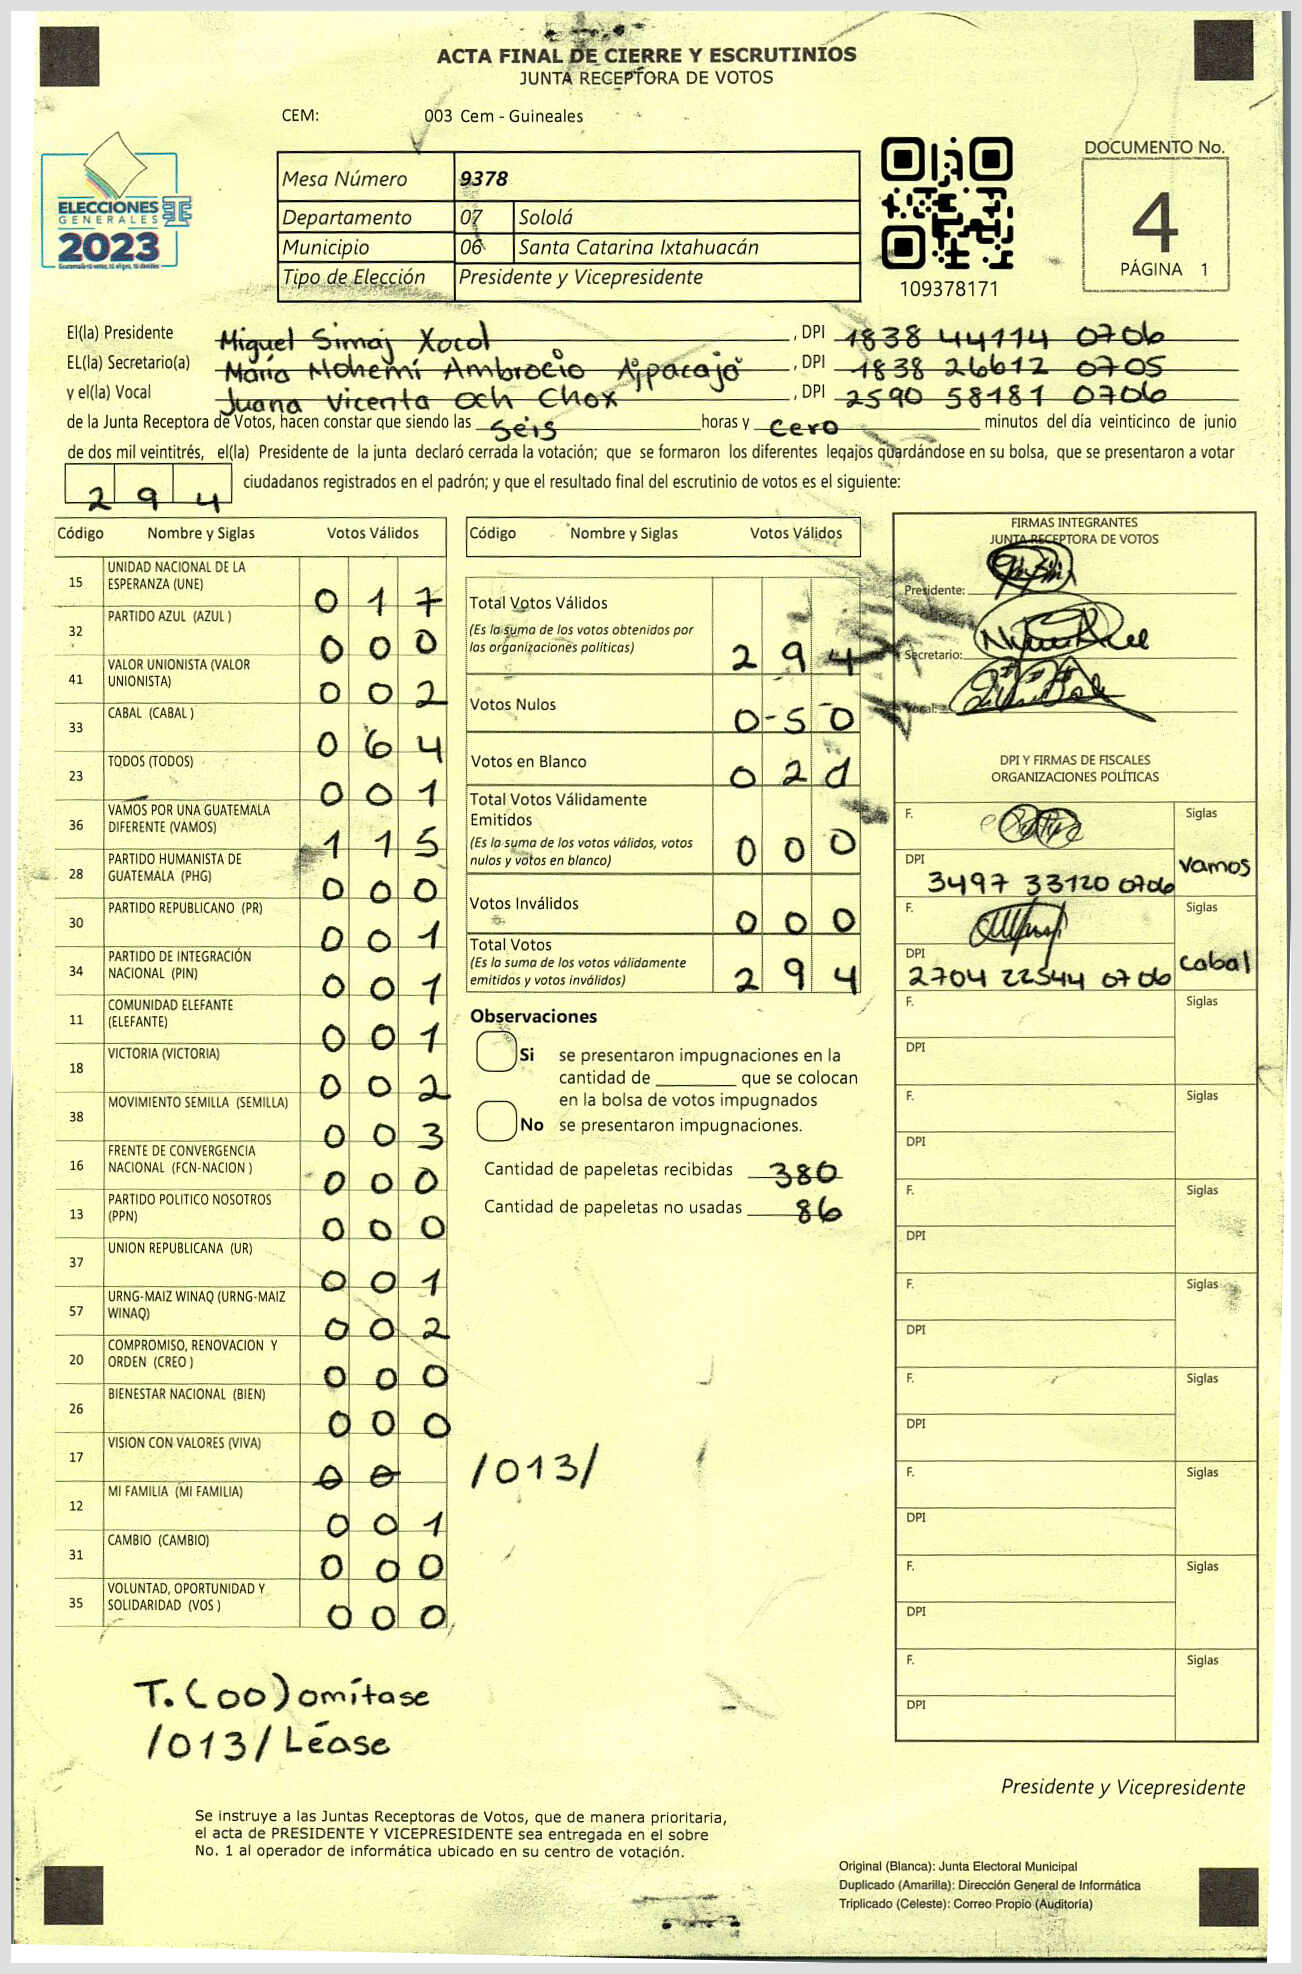 ACTA FINAL DE CIERRE Y ESCRUTINIOS
JUNTA RECEPTORA DE VOTOS
CEM: 003 Cem - Guineales
ELECCIONES
GENERALES
2023
Mesa Número 9378
Departamento 07 Sololá
Municipio 06 Santa Catarina Ixtahuacán
Tipo de Elección Presidente y Vicepresidente
109378171
DOCUMENTO No.
4
PÁGINA 1
El(la) Presidente Miguel Simaj Xocol , DPI 1838 44114 0706
EL(la) Secretario(a) María Nohemí Ambrocio Ajpacajá , DPI 1838 26612 0705
y el(la) Vocal Juana Vicenta Och Chox , DPI 2590 58181 0706
de la Junta Receptora de Votos, hacen constar que siendo las seis horas y cero minutos del día veinticinco de junio
de dos mil veintitrés, el(la) Presidente de la junta declaró cerrada la votación; que se formaron los diferentes legajos guardándose en su bolsa, que se presentaron a votar
2 9 4 ciudadanos registrados en el padrón; y que el resultado final del escrutinio de votos es el siguiente:
Código Nombre y Siglas Votos Válidos
15 UNIDAD NACIONAL DE LA ESPERANZA (UNE) 0 1 7
32 PARTIDO AZUL (AZUL ) 0 0 0
41 VALOR UNIONISTA (VALOR UNIONISTA) 0 0 2
33 CABAL (CABAL ) 0 6 4
23 TODOS (TODOS) 0 0 1
36 VAMOS POR UNA GUATEMALA DIFERENTE (VAMOS) 1 1 5
28 PARTIDO HUMANISTA DE GUATEMALA (PHG) 0 0 0
30 PARTIDO REPUBLICANO (PR) 0 0 1
34 PARTIDO DE INTEGRACIÓN NACIONAL (PIN) 0 0 1
11 COMUNIDAD ELEFANTE (ELEFANTE) 0 0 1
18 VICTORIA (VICTORIA) 0 0 2
38 MOVIMIENTO SEMILLA (SEMILLA) 0 0 3
16 FRENTE DE CONVERGENCIA NACIONAL (FCN-NACION ) 0 0 0
13 PARTIDO POLITICO NOSOTROS (PPN) 0 0 0
37 UNION REPUBLICANA (UR) 0 0 1
57 URNG-MAIZ WINAQ (URNG-MAIZ WINAQ) 0 0 2
20 COMPROMISO, RENOVACION Y ORDEN (CREO ) 0 0 0
26 BIENESTAR NACIONAL (BIEN) 0 0 0
17 VISION CON VALORES (VIVA) 0 0 /013/
12 MI FAMILIA (MI FAMILIA) 0 0 1
31 CAMBIO (CAMBIO) 0 0 0
35 VOLUNTAD, OPORTUNIDAD Y SOLIDARIDAD (VOS ) 0 0 0
T. (00) omítase
/013/ Léase
Código Nombre y Siglas Votos Válidos
Total Votos Válidos
(Es la suma de los votos obtenidos por las organizaciones políticas) 2 9 4
Votos Nulos 0-5 0
Votos en Blanco 0 2 1
Total Votos Válidamente Emitidos
(Es la suma de los votos válidos, votos nulos y votos en blanco) 0 0 0
Votos Inválidos 0 0 0
Total Votos
(Es la suma de los votos válidamente emitidos y votos inválidos) 2 9 4
Observaciones
Si se presentaron impugnaciones en la
cantidad de ________ que se colocan
en la bolsa de votos impugnados
No se presentaron impugnaciones.
Cantidad de papeletas recibidas 380
Cantidad de papeletas no usadas 86
FIRMAS INTEGRANTES
JUNTA RECEPTORA DE VOTOS
Presidente:
Secretario:
Vocal:
DPI Y FIRMAS DE FISCALES
ORGANIZACIONES POLÍTICAS
F. Siglas
DPI 3497 33120 0706 Vamos
F. Siglas
DPI 2704 22544 0706 cabal
F. Siglas
DPI
F. Siglas
DPI
F. Siglas
DPI
F. Siglas
DPI
F. Siglas
DPI
F. Siglas
DPI
F. Siglas
DPI
F. Siglas
DPI
Presidente y Vicepresidente
Se instruye a las Juntas Receptoras de Votos, que de manera prioritaria,
el acta de PRESIDENTE Y VICEPRESIDENTE sea entregada en el sobre
No. 1 al operador de informática ubicado en su centro de votación.
Original (Blanca): Junta Electoral Municipal
Duplicado (Amarilla): Dirección General de Informática
Triplicado (Celeste): Correo Propio (Auditoría)